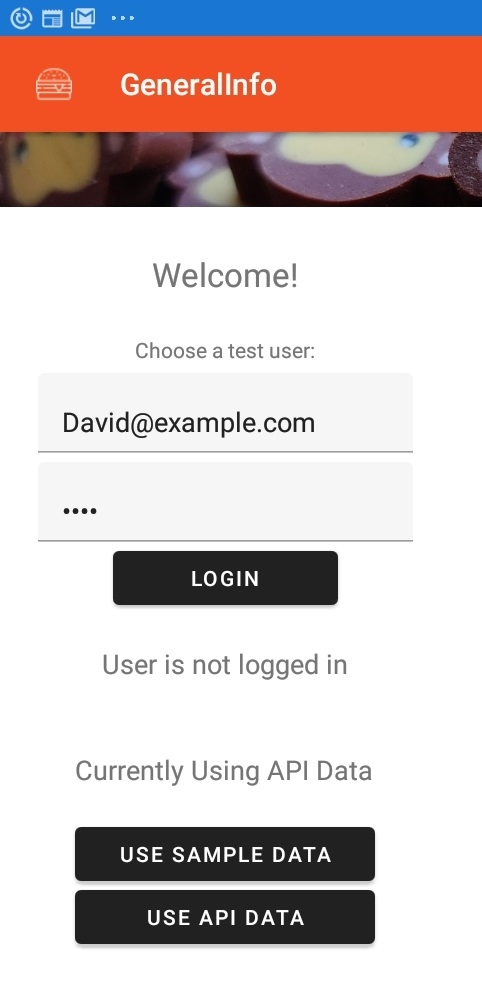 GeneralInfo
Welcome!
Choose a test user:
David@example.com
••••
LOGIN
User is not logged in
Currently Using API Data
USE SAMPLE DATA
USE API DATA